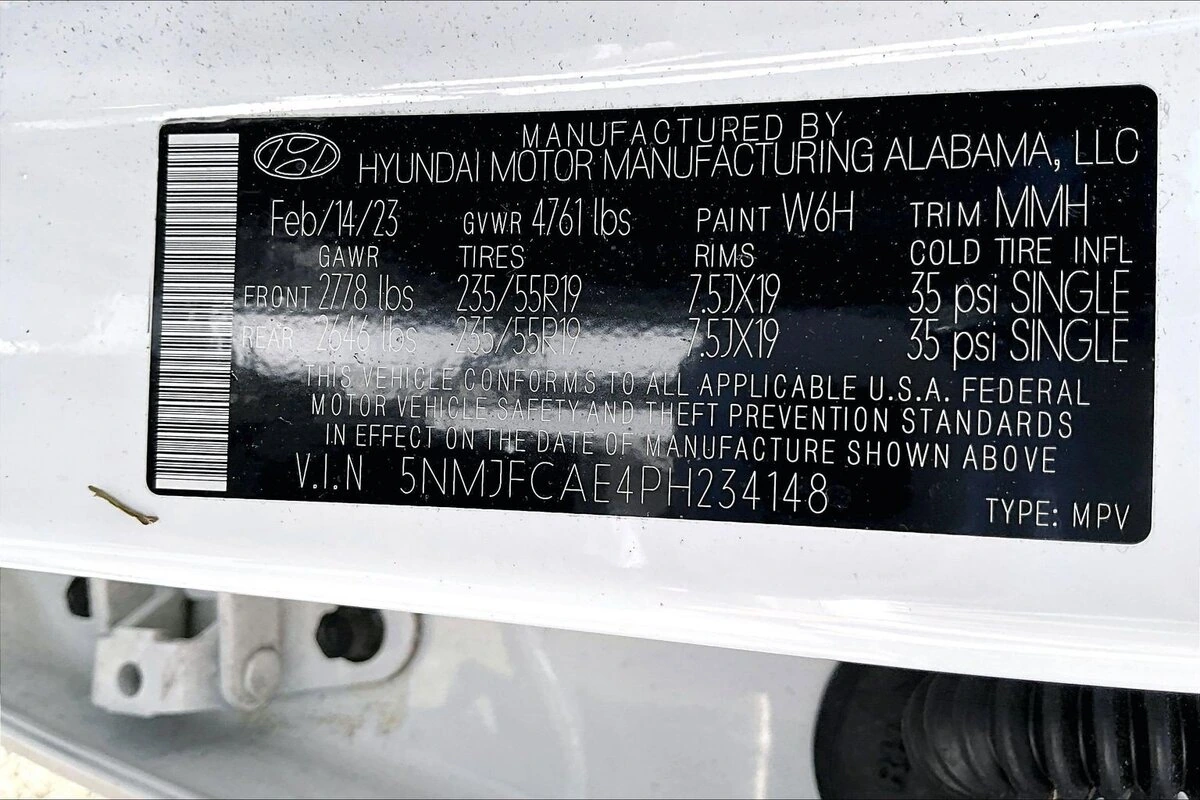 MANUFACTURED BY
HYUNDAI MOTOR MANUFACTURING ALABAMA, LLC
Feb/14/23 GVWR 4761 lbs PAINT W6H TRIM MMH
GAWR TIRES RIMS COLD TIRE INFL
FRONT 2778 lbs 235/55R19 7.5JX19 35 psi SINGLE
REAR 2646 lbs 235/55R19 7.5JX19 35 psi SINGLE
THIS VEHICLE CONFORMS TO ALL APPLICABLE U.S.A. FEDERAL
MOTOR VEHICLE SAFETY AND THEFT PREVENTION STANDARDS
IN EFFECT ON THE DATE OF MANUFACTURE SHOWN ABOVE
V.I.N 5NMJFCAE4PH234148 TYPE: MPV